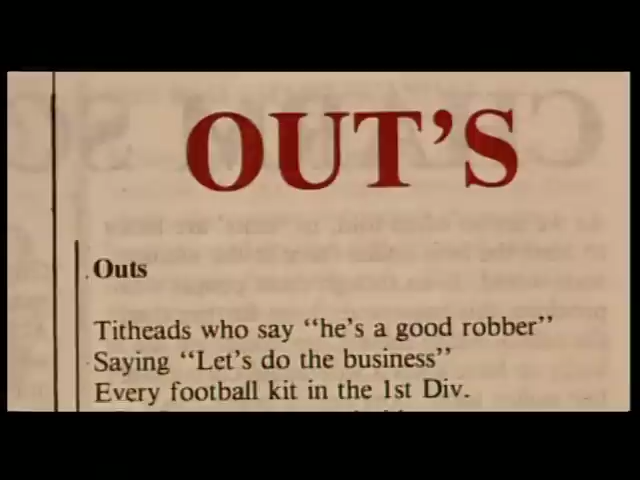 OUT'S
Outs
Titheads who say “he's a good robber”
Saying “Let's do the business”
Every football kit in the 1st Div.